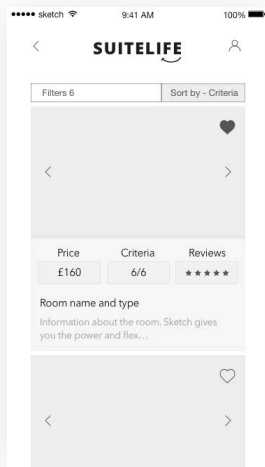 sketch 9:41 AM 100%
SUITELIFE
Filters 6 Sort by - Criteria
Price Criteria Reviews
£160 6/6 ★★★★★
Room name and type
Information about the room. Sketch gives
you the power and flex...